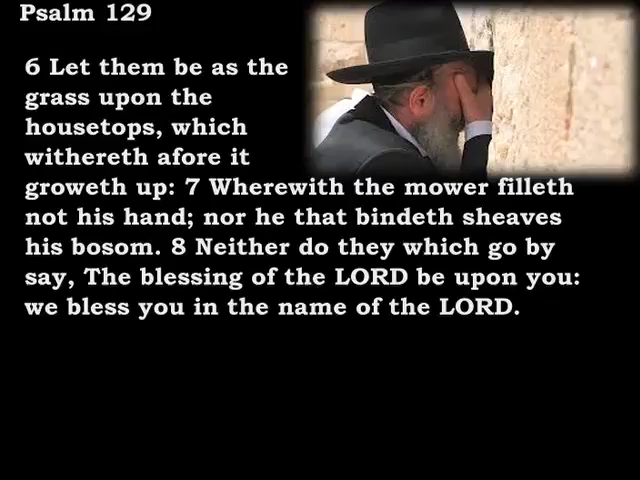 Psalm 129
6 Let them be as the
grass upon the
housetops, which
withereth afore it
groweth up: 7 Wherewith the mower filleth
not his hand; nor he that bindeth sheaves
his bosom. 8 Neither do they which go by
say, The blessing of the LORD be upon you:
we bless you in the name of the LORD.